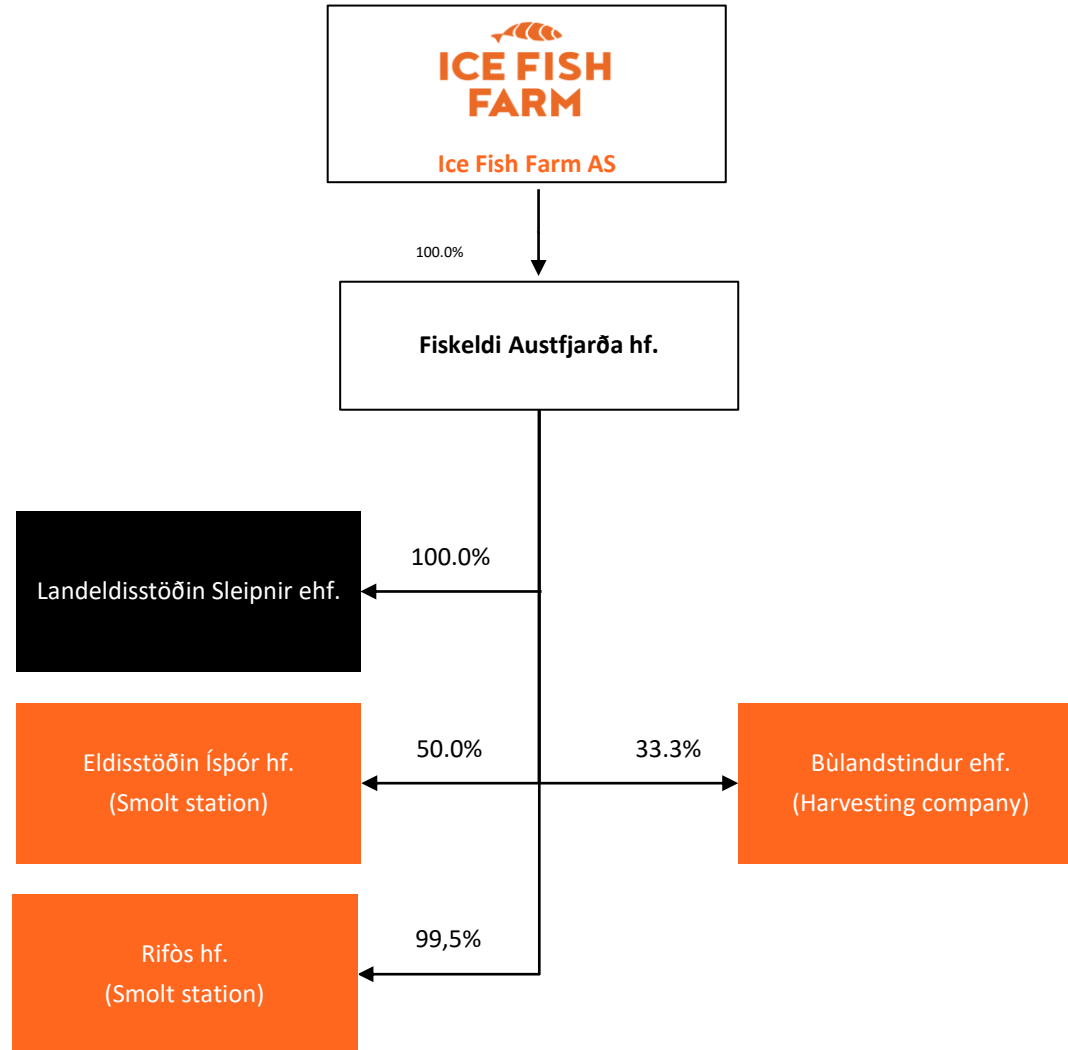 ICE FISH
FARM
Ice Fish Farm AS
100.0%
Fiskeldi Austfjarða hf.
100.0%
Landeldisstöðin Sleipnir ehf.
50.0%
33.3%
Eldisstöðin Ísþór hf.
(Smolt station)
Bùlandstindur ehf.
(Harvesting company)
99,5%
Rifòs hf.
(Smolt station)